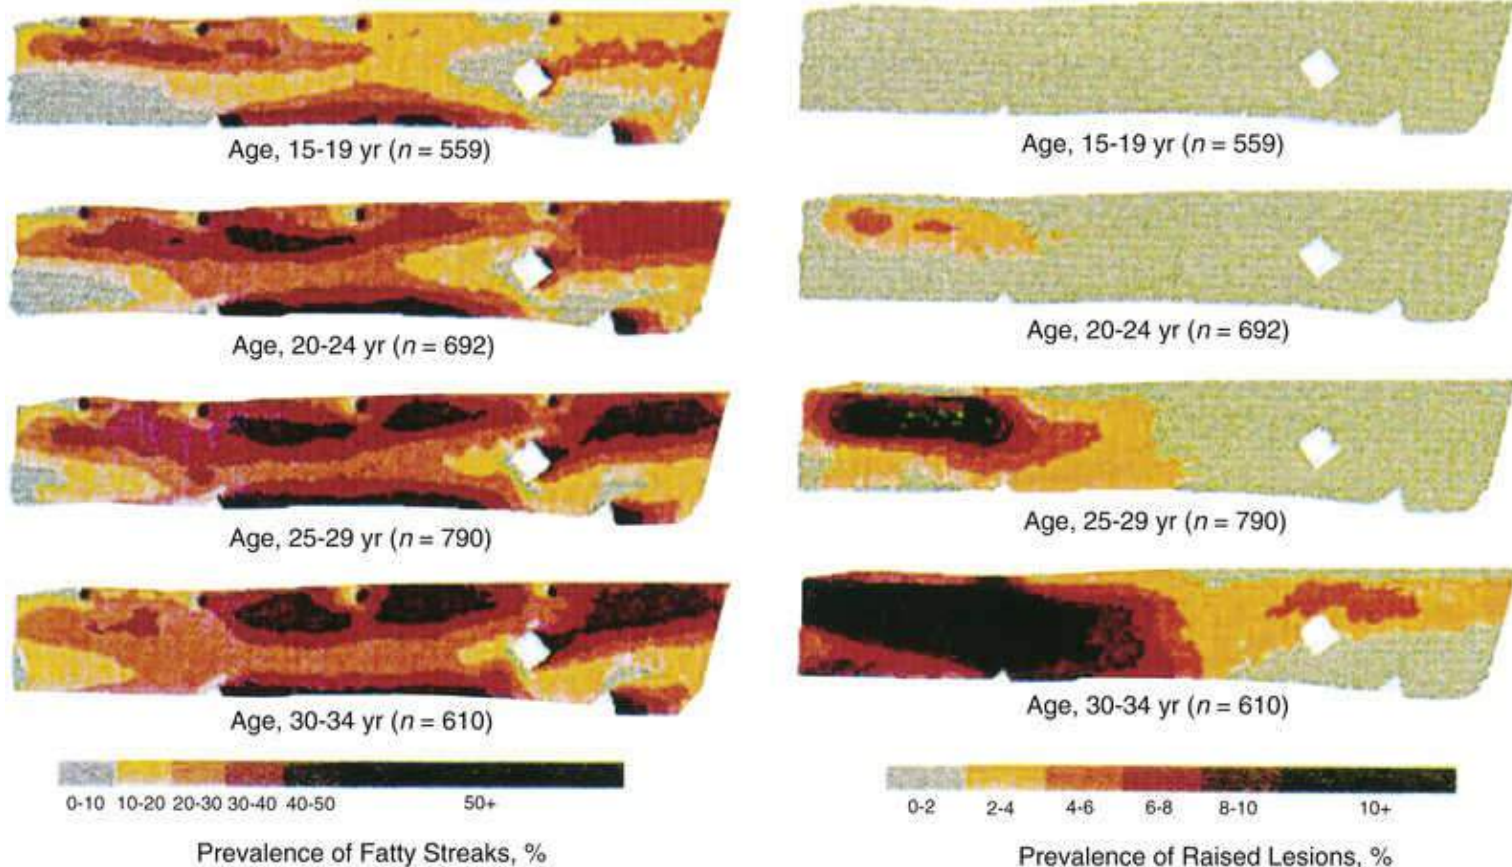 Age, 15-19 yr (n = 559)
Age, 20-24 yr (n = 692)
Age, 25-29 yr (n = 790)
Age, 30-34 yr (n = 610)
0-10 10-20 20-30 30-40 40-50 50+
Prevalence of Fatty Streaks, %
Age, 15-19 yr (n = 559)
Age, 20-24 yr (n = 692)
Age, 25-29 yr (n = 790)
Age, 30-34 yr (n = 610)
0-2 2-4 4-6 6-8 8-10 10+
Prevalence of Raised Lesions, %